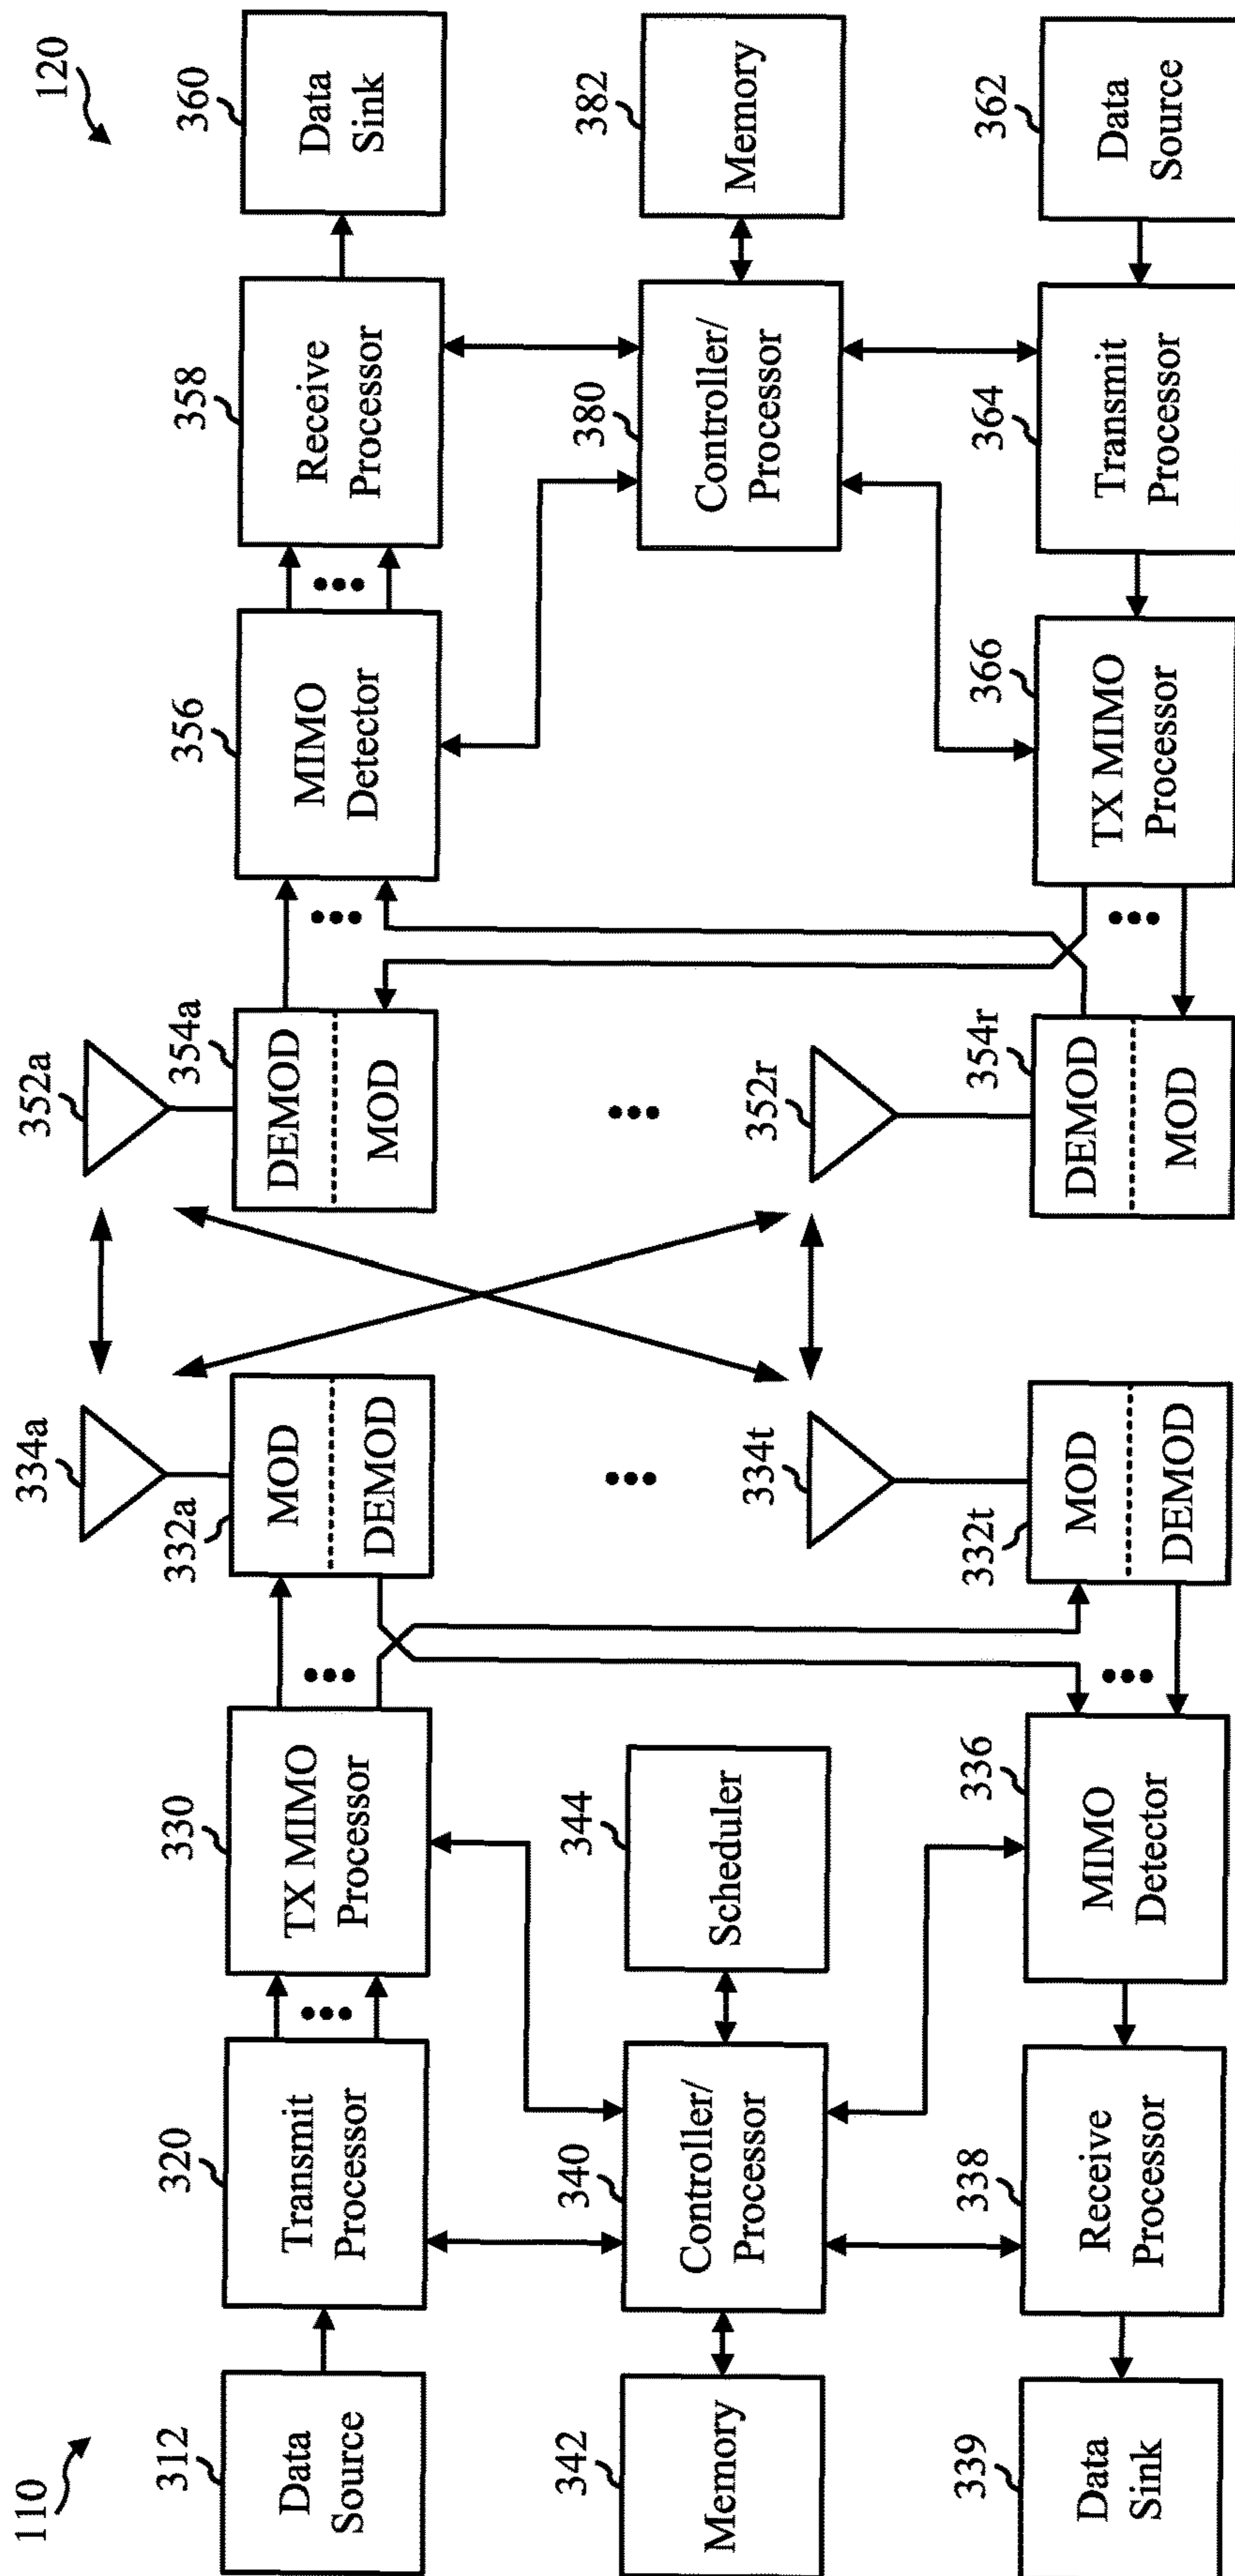 110
120
312
Data
Source
320
Transmit
Processor
330
TX MIMO
Processor
332a
MOD
DEMOD
334a
352a
354a
DEMOD
MOD
356
MIMO
Detector
358
Receive
Processor
360
Data
Sink
342
Memory
340
Controller/
Processor
344
Scheduler
380
Controller/
Processor
382
Memory
339
Data
Sink
338
Receive
Processor
336
MIMO
Detector
332t
MOD
DEMOD
334t
352r
354r
DEMOD
MOD
366
TX MIMO
Processor
364
Transmit
Processor
362
Data
Source